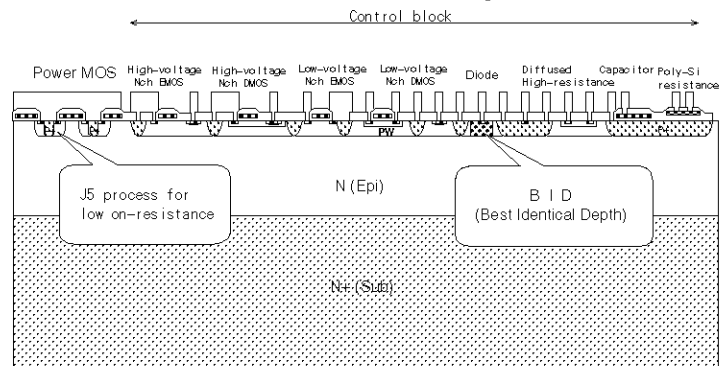 Control block
Power MOS
High-voltage
Nch EMOS
High-voltage
Nch DMOS
Low-voltage
Nch EMOS
Low-voltage
Nch DMOS
Diode
Diffused
High-resistance
Capacitor
Poly-Si
resistance
PW
J5 process for
low on-resistance
N (Epi)
B I D
(Best Identical Depth)
N+ (Sub)